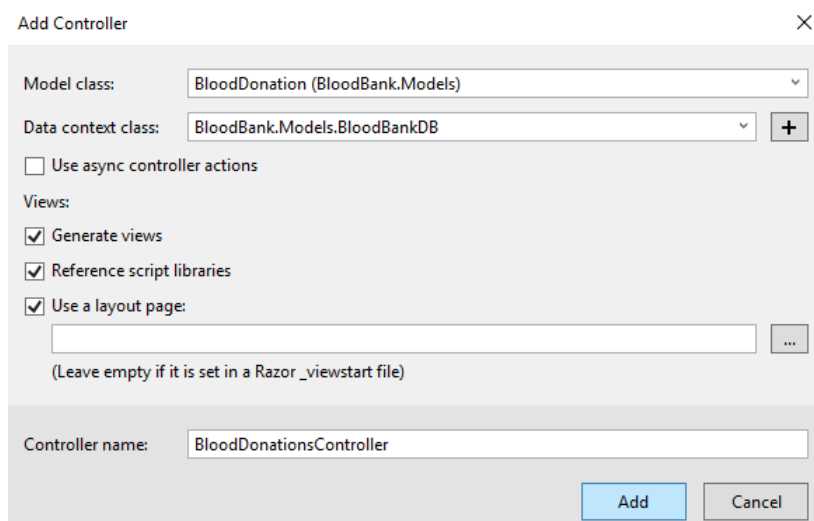 Add Controller
Model class: BloodDonation (BloodBank.Models)
Data context class: BloodBank.Models.BloodBankDB +
Use async controller actions
Views:
Generate views
Reference script libraries
Use a layout page:
...
(Leave empty if it is set in a Razor _viewstart file)
Controller name: BloodDonationsController
Add Cancel